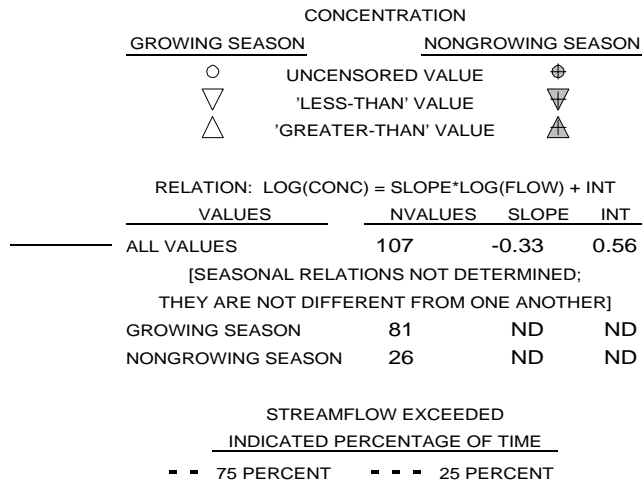 CONCENTRATION
GROWING SEASON NONGROWING SEASON
UNCENSORED VALUE
'LESS-THAN' VALUE
'GREATER-THAN' VALUE
RELATION: LOG(CONC) = SLOPE*LOG(FLOW) + INT
VALUES NVALUES SLOPE INT
ALL VALUES 107 -0.33 0.56
[SEASONAL RELATIONS NOT DETERMINED;
THEY ARE NOT DIFFERENT FROM ONE ANOTHER]
GROWING SEASON 81 ND ND
NONGROWING SEASON 26 ND ND
STREAMFLOW EXCEEDED
INDICATED PERCENTAGE OF TIME
75 PERCENT 25 PERCENT